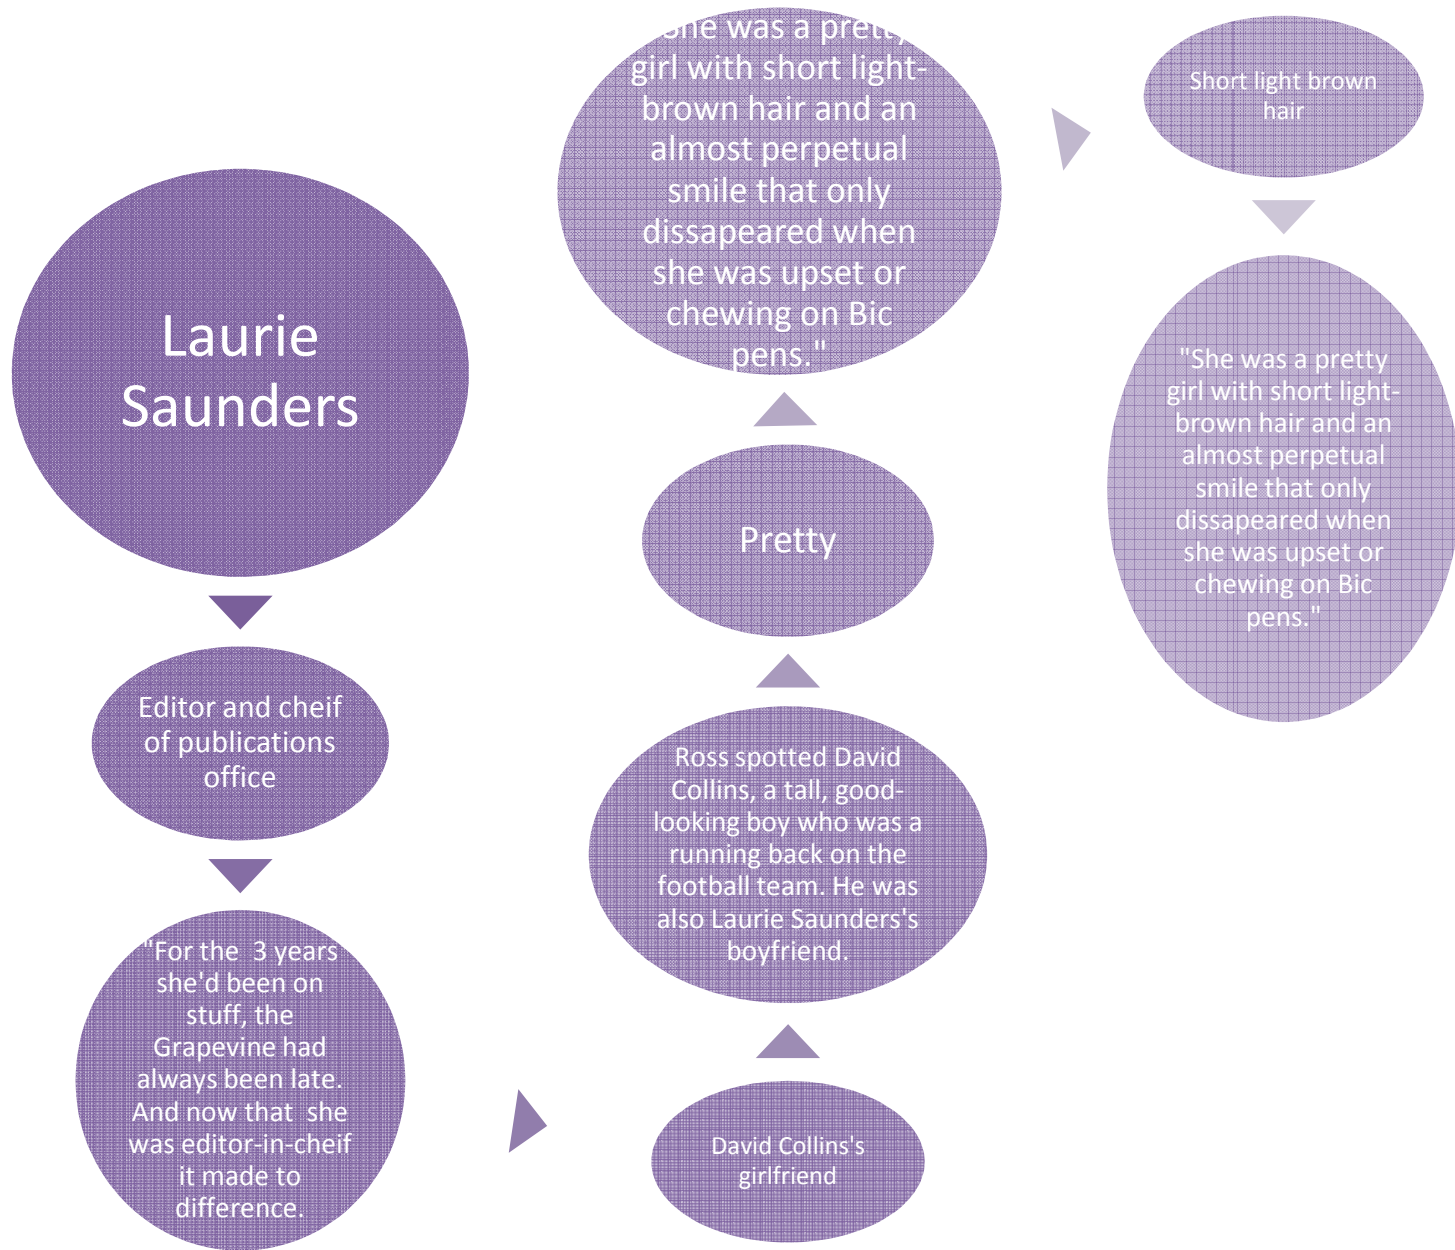 Laurie
Saunders
Editor and cheif
of publications
office
"For the 3 years
she'd been on
stuff, the
Grapevine had
always been late.
And now that she
was editor-in-cheif
it made to
difference.
David Collins's
girlfriend
Ross spotted David
Collins, a tall, good-
looking boy who was a
running back on the
football team. He was
also Laurie Saunders's
boyfriend.
Pretty
"She was a pretty
girl with short light-
brown hair and an
almost perpetual
smile that only
dissapeared when
she was upset or
chewing on Bic
pens."
Short light brown
hair
"She was a pretty
girl with short light-
brown hair and an
almost perpetual
smile that only
dissapeared when
she was upset or
chewing on Bic
pens."